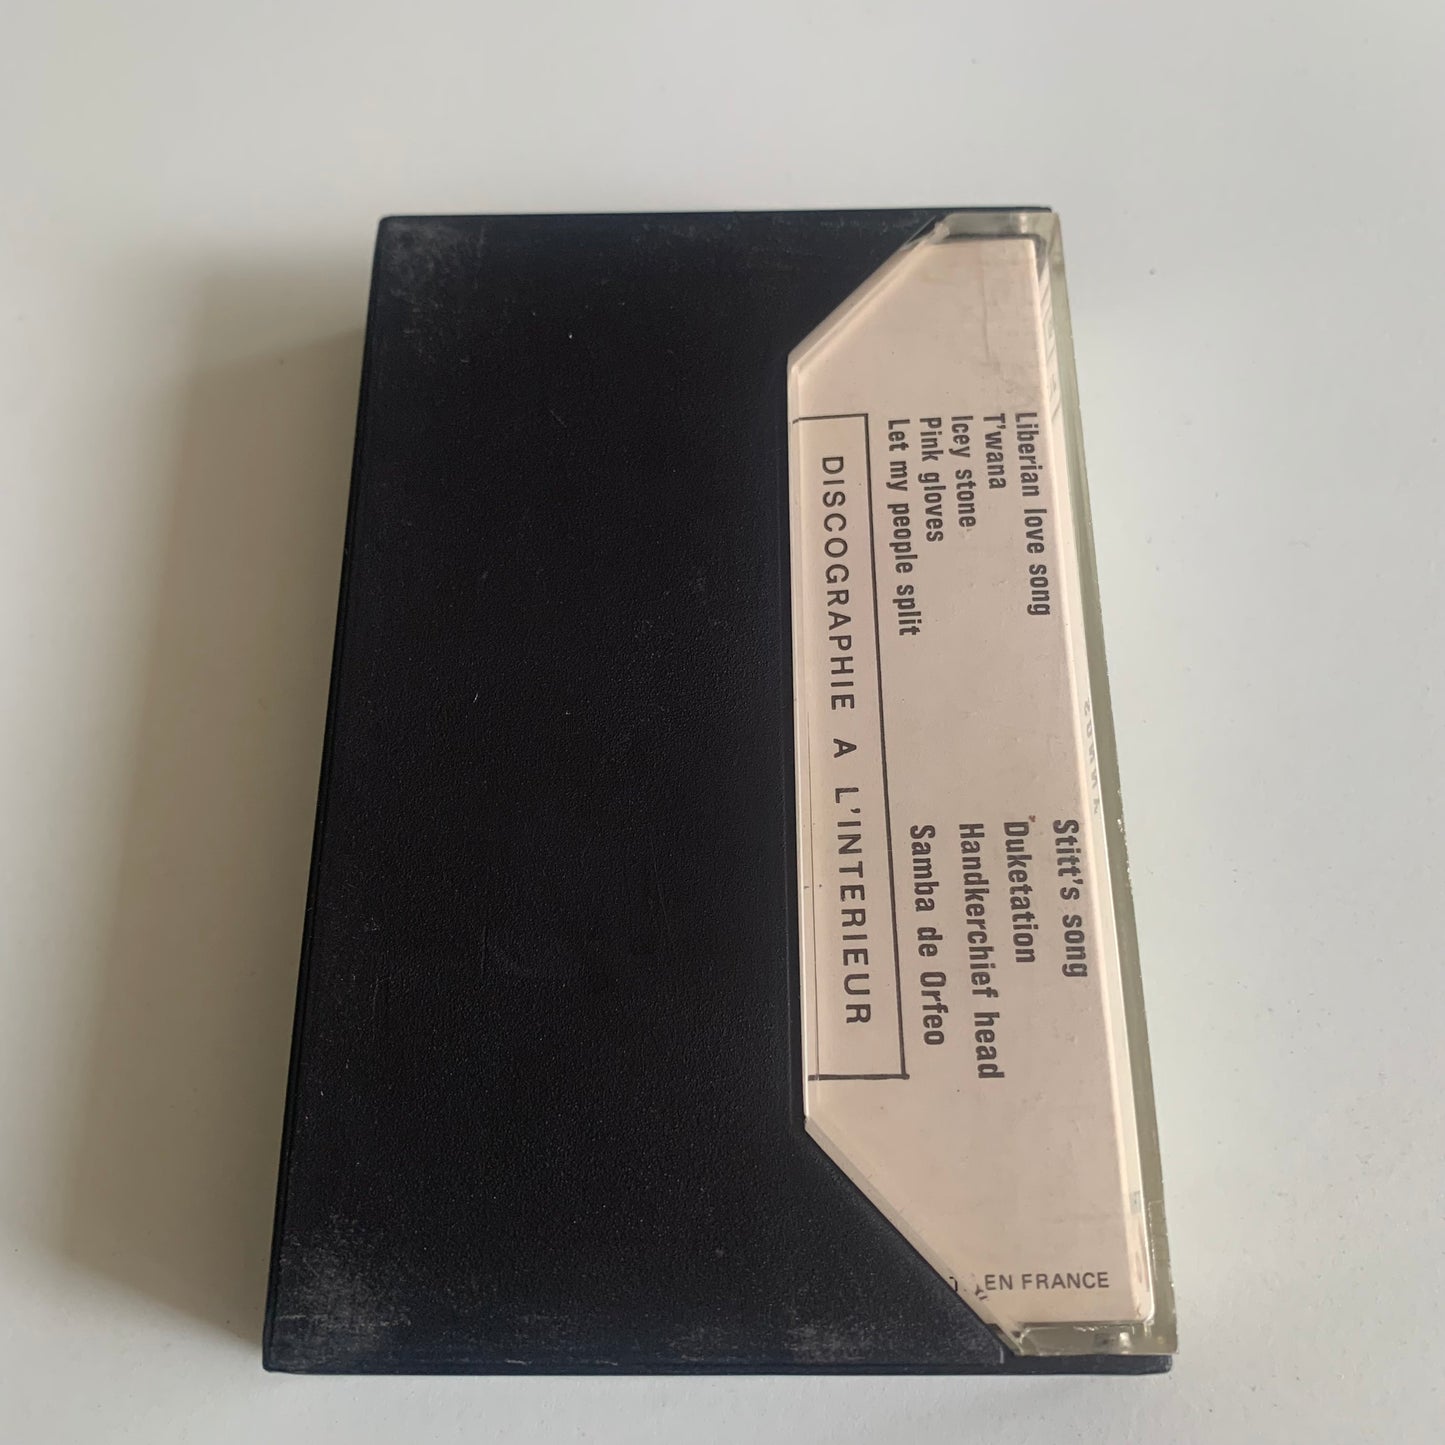 Liberian love song
T'wana
Icey stone
Pink gloves
Let my people split
Stitt's song
Duketation
Handkerchief head
Samba de Orfeo
DISCOGRAPHIE A L'INTERIEUR
EN FRANCE